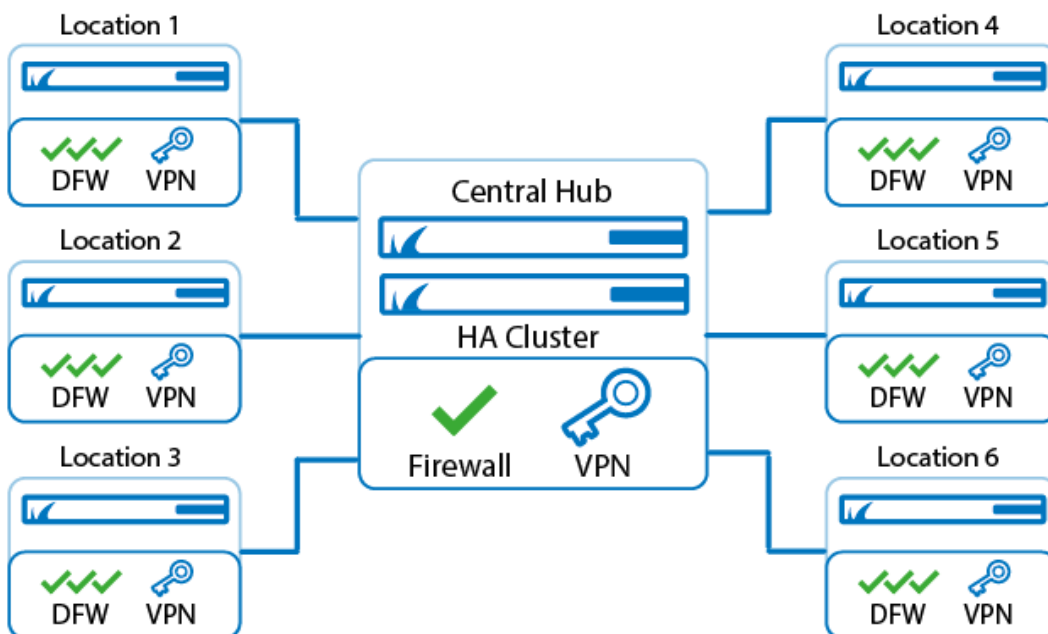 Location 1
DFW VPN
Location 2
DFW VPN
Location 3
DFW VPN
Central Hub
HA Cluster
Firewall VPN
Location 4
DFW VPN
Location 5
DFW VPN
Location 6
DFW VPN